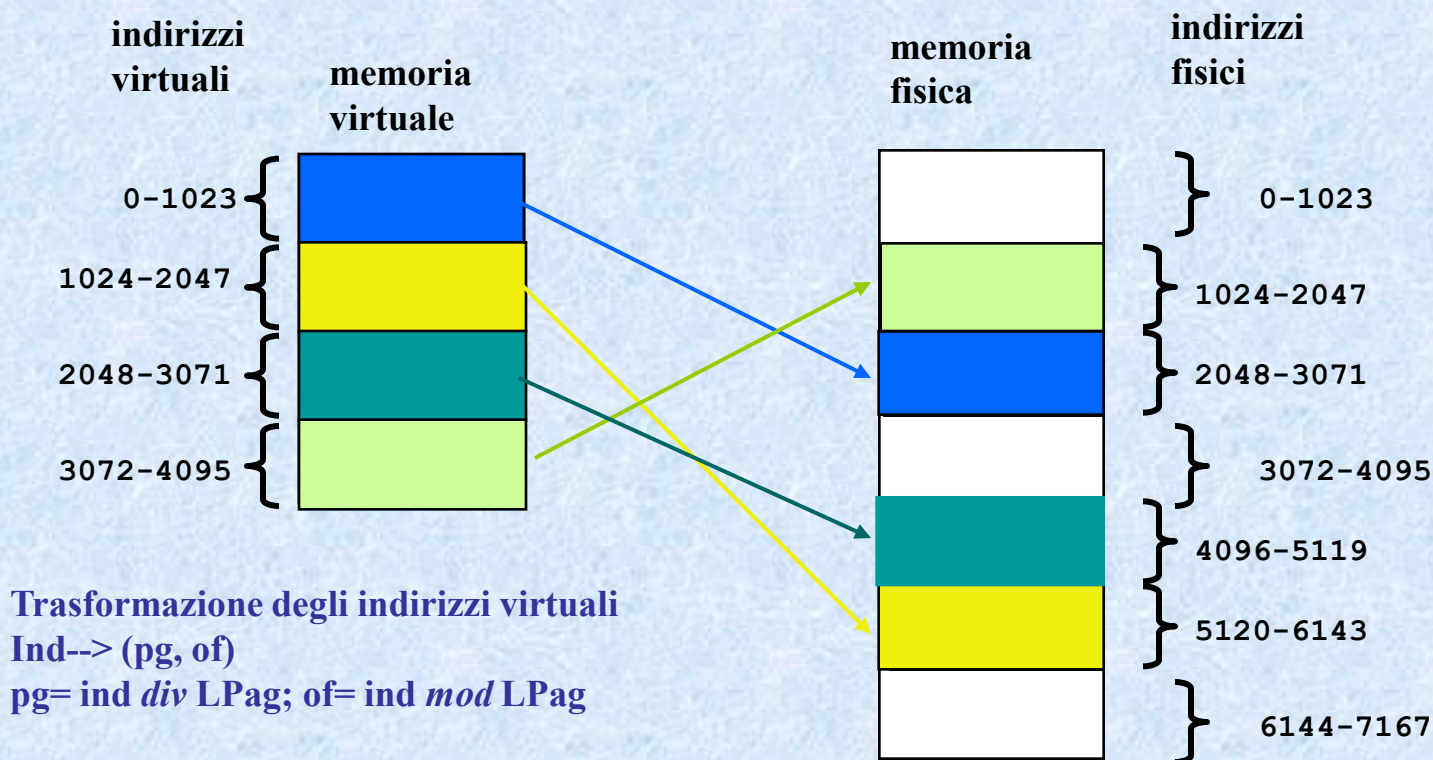 indirizzi
virtuali
memoria
virtuale
memoria
fisica
indirizzi
fisici
0-1023
1024-2047
2048-3071
3072-4095
0-1023
1024-2047
2048-3071
3072-4095
4096-5119
5120-6143
6144-7167
Trasformazione degli indirizzi virtuali
Ind--> (pg, of)
pg= ind div LPag; of= ind mod LPag